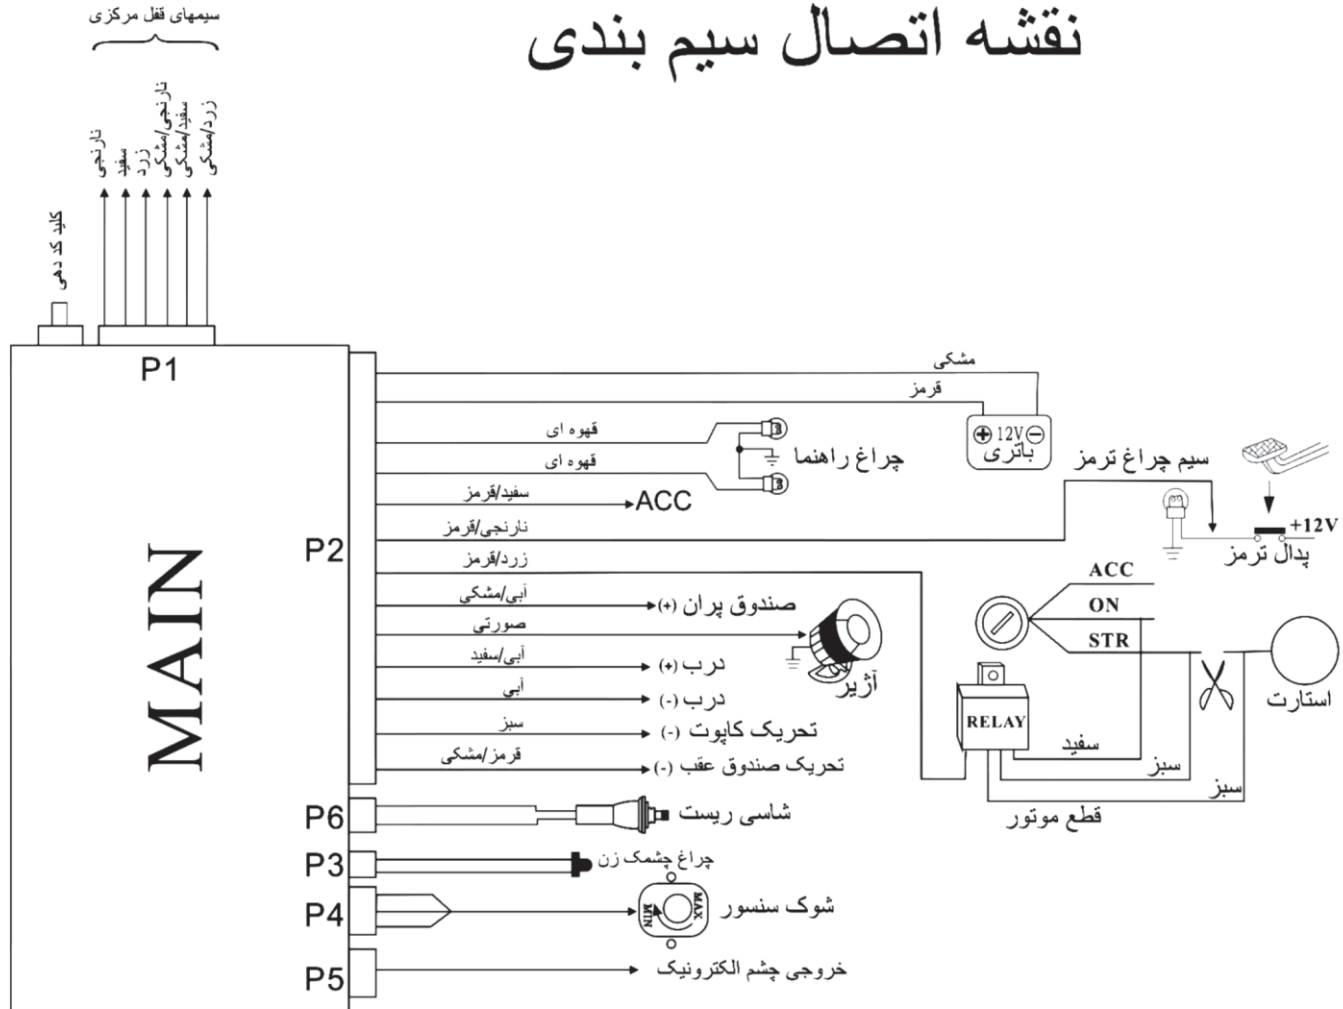 نقشه اتصال سیم بندی
سیمهای قفل مرکزی
نارنجی
سفید
زرد
نارنجی/مشکی
سفید/مشکی
زرد/مشکی
کلید کد دهی
P1
MAIN
P2
مشکی
قرمز
12V
باتری
قهوه ای
قهوه ای
چراغ راهنما
سفید/قرمز
ACC
نارنجی/قرمز
سیم چراغ ترمز
+12V
پدال ترمز
زرد/قرمز
آبی/مشکی
صندوق پران (+)
صورتی
آژیر
آبی/سفید
درب (+)
آبی
درب (-)
سبز
تحریک کاپوت (-)
قرمز/مشکی
تحریک صندوق عقب (-)
ACC
ON
STR
استارت
RELAY
سفید
سبز
سبز
قطع موتور
P6
شاسی ریست
P3
چراغ چشمک زن
P4
MIN
MAX
شوک سنسور
P5
خروجی چشم الکترونیک